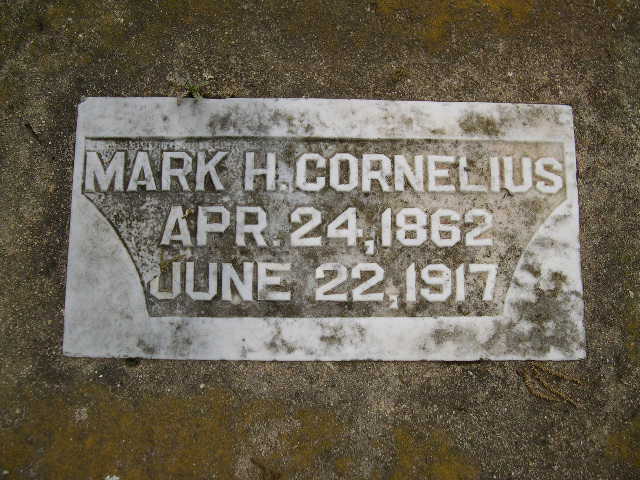 MARK H. CORNELIUS
APR. 24, 1862
JUNE 22, 1917